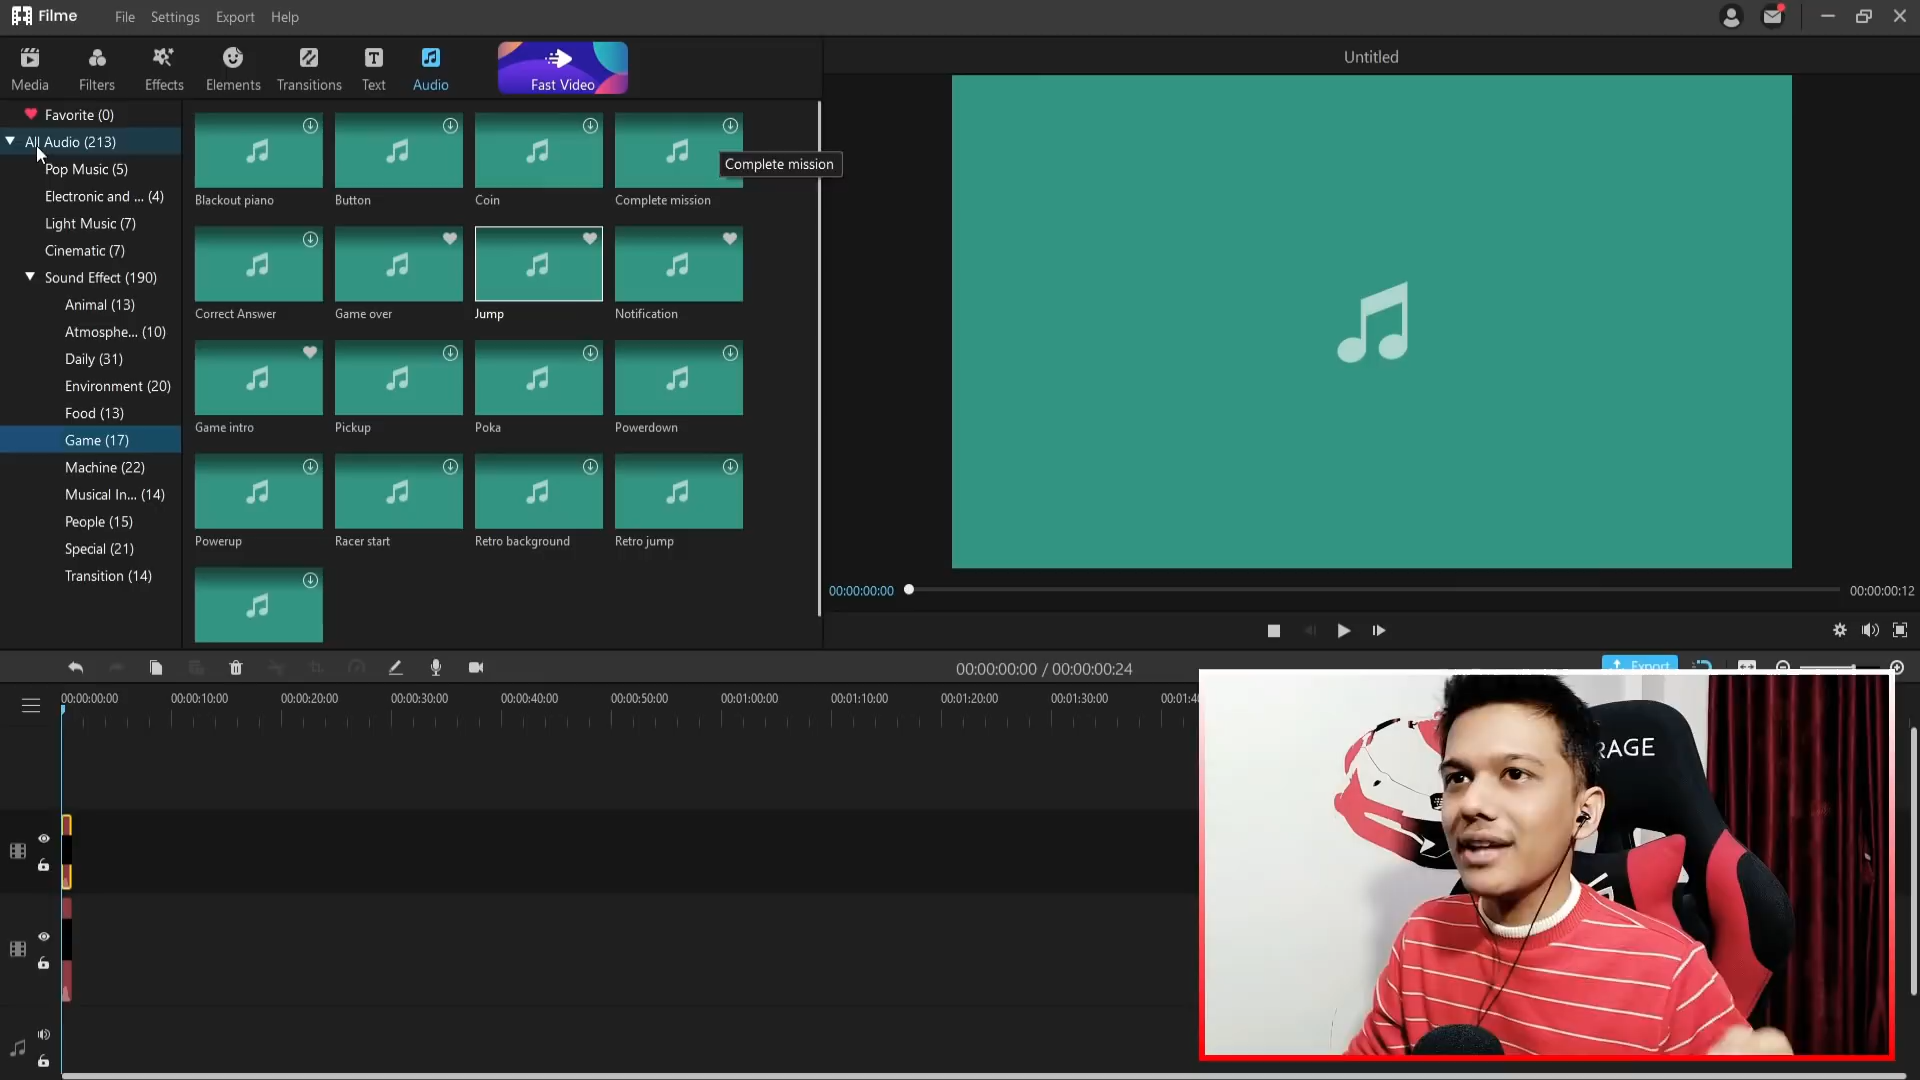 Filme
File
Settings
Export
Help
Untitled
Media
Filters
Effects
Elements
Transitions
Text
Audio
Fast Video
Favorite (0)
All Audio (213)
Pop Music (5)
Electronic and ... (4)
Light Music (7)
Cinematic (7)
Sound Effect (190)
Animal (13)
Atmosphe... (10)
Daily (31)
Environment (20)
Food (13)
Game (17)
Machine (22)
Musical In... (14)
People (15)
Special (21)
Transition (14)
Complete mission
Blackout piano
Button
Coin
Complete mission
Correct Answer
Game over
Jump
Notification
Game intro
Pickup
Poka
Powerdown
Powerup
Racer start
Retro background
Retro jump
00:00:00:00
00:00:00:12
00:00:00:00 / 00:00:00:24
Export
00:00:00:00
00:00:10:00
00:00:20:00
00:00:30:00
00:00:40:00
00:00:50:00
00:01:00:00
00:01:10:00
00:01:20:00
00:01:30:00
00:01:40
RAGE